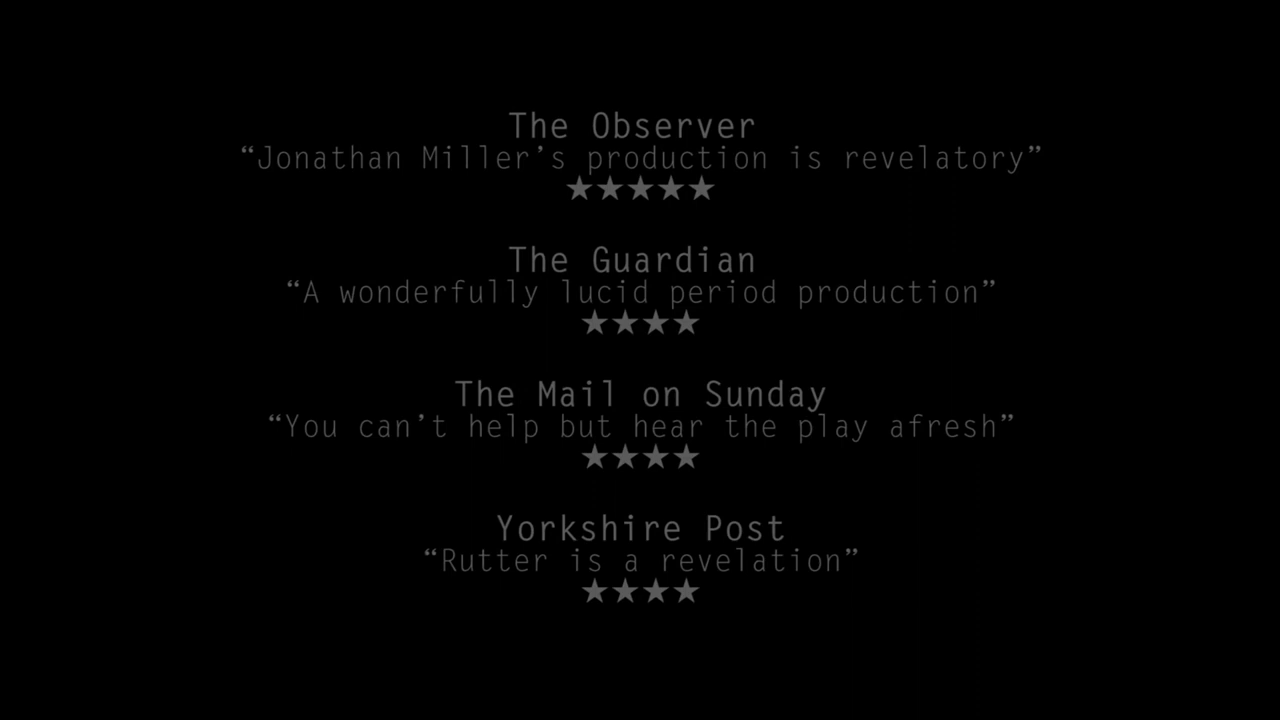 The Observer
“Jonathan Miller’s production is revelatory”
★★★★★
The Guardian
“A wonderfully lucid period production”
★★★★
The Mail on Sunday
“You can’t help but hear the play afresh”
★★★★
Yorkshire Post
“Rutter is a revelation”
★★★★